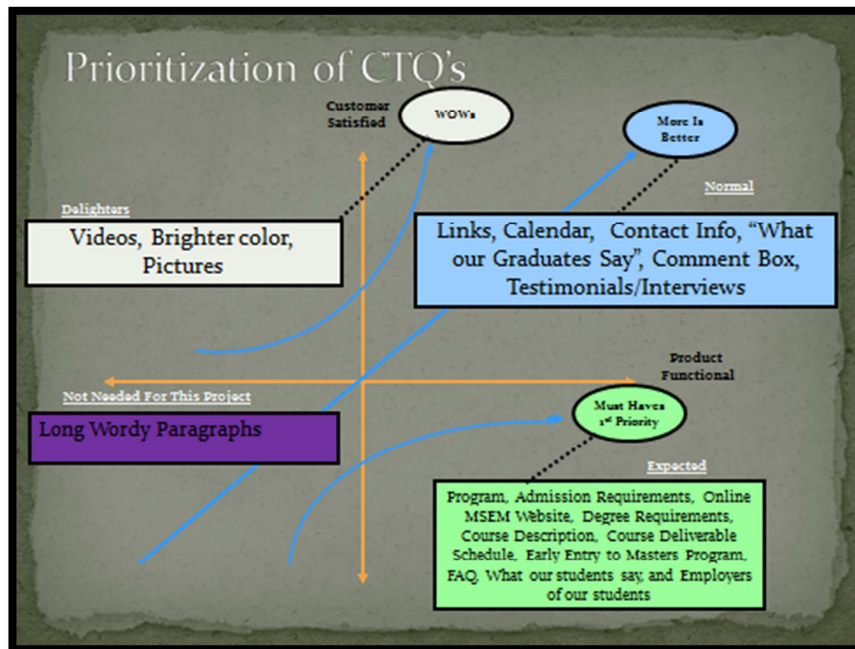 Prioritization of CTQ's
Customer
Satisfied
WOWs
More Is
Better
Normal
Delighters
Videos, Brighter color,
Pictures
Links, Calendar, Contact Info, “What
our Graduates Say”, Comment Box,
Testimonials/Interviews
Product
Functional
Not Needed For This Project
Long Wordy Paragraphs
Must Haves
1st Priority
Expected
Program, Admission Requirements, Online
MSEM Website, Degree Requirements,
Course Description, Course Deliverable
Schedule, Early Entry to Masters Program,
FAQ, What our students say, and Employers
of our students